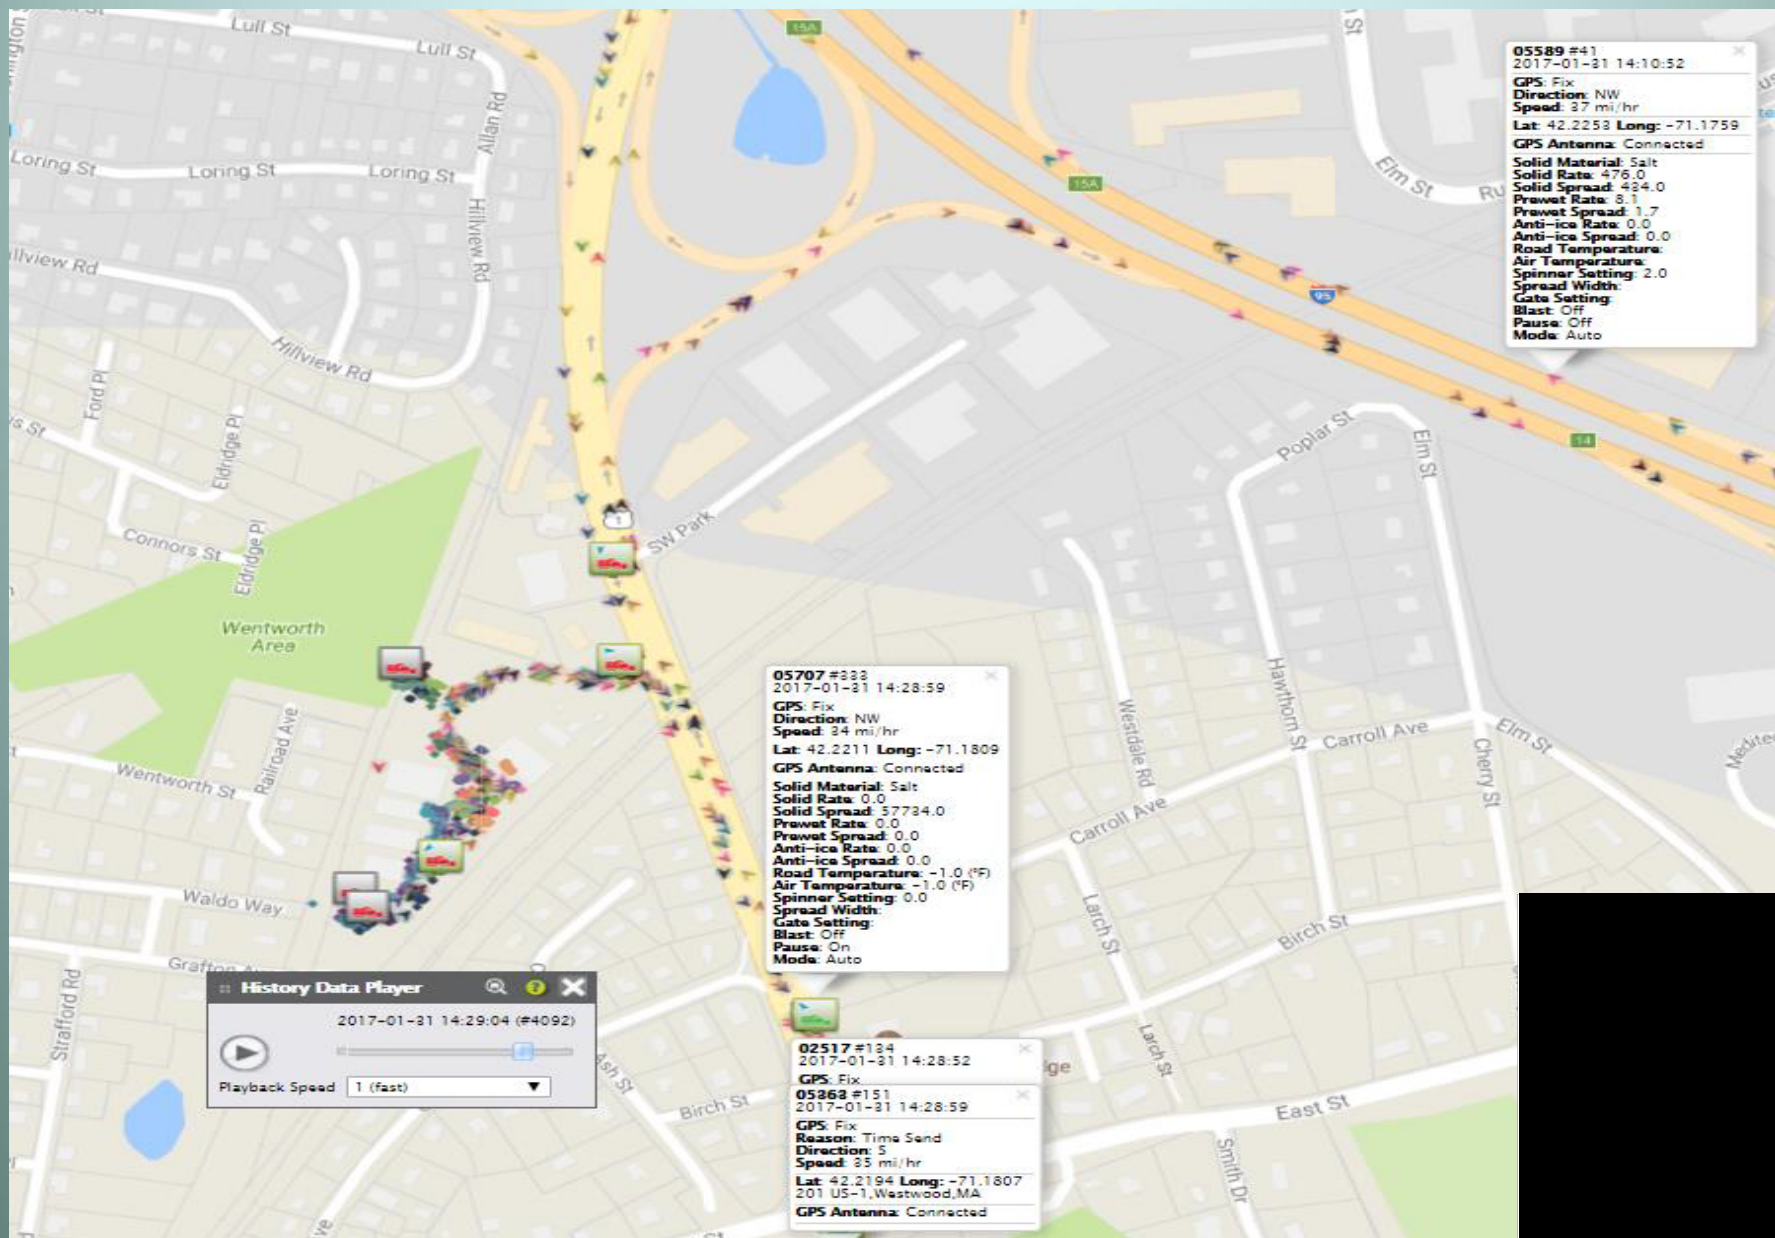 Lull St
Lull St
15A
Allan Rd
Loring St
Loring St
Loring St
Hillview Rd
Hillview Rd
Ford Pl
Eldridge Pl
Connors St
Eldridge Pl
Wentworth
Area
Railroad Ave
Wentworth St
Waldo Way
Strafford Rd
15A
95
14
1
SW Park
Elm St
Poplar St
Elm St
Hawthorn St
Westdale Rd
Carroll Ave
Carroll Ave
Cherry St
Elm St
Larch St
Birch St
Larch St
East St
Smith Dr
Birch St
Ash St
05589 #41
2017-01-31 14:10:52
GPS: Fix
Direction: NW
Speed: 37 mi/hr
Lat: 42.2253 Long: -71.1759
GPS Antenna: Connected
Solid Material: Salt
Solid Rate: 476.0
Solid Spread: 434.0
Prewet Rate: 8.1
Prewet Spread: 1.7
Anti-ice Rate: 0.0
Anti-ice Spread: 0.0
Road Temperature:
Air Temperature:
Spinner Setting: 2.0
Spread Width:
Gate Setting:
Blast: Off
Pause: Off
Mode: Auto
05707 #333
2017-01-31 14:28:59
GPS: Fix
Direction: NW
Speed: 34 mi/hr
Lat: 42.2211 Long: -71.1809
GPS Antenna: Connected
Solid Material: Salt
Solid Rate: 0.0
Solid Spread: 57734.0
Prewet Rate: 0.0
Prewet Spread: 0.0
Anti-ice Rate: 0.0
Anti-ice Spread: 0.0
Road Temperature: -1.0 (°F)
Air Temperature: -1.0 (°F)
Spinner Setting: 0.0
Spread Width:
Gate Setting:
Blast: Off
Pause: On
Mode: Auto
History Data Player
2017-01-31 14:29:04 (#4092)
Playback Speed 1 (fast)
02517 #134
2017-01-31 14:28:52
GPS: Fix
05363 #151
2017-01-31 14:28:59
GPS: Fix
Reason: Time Send
Direction: S
Speed: 35 mi/hr
Lat: 42.2194 Long: -71.1807
201 US-1,Westwood,MA
GPS Antenna: Connected